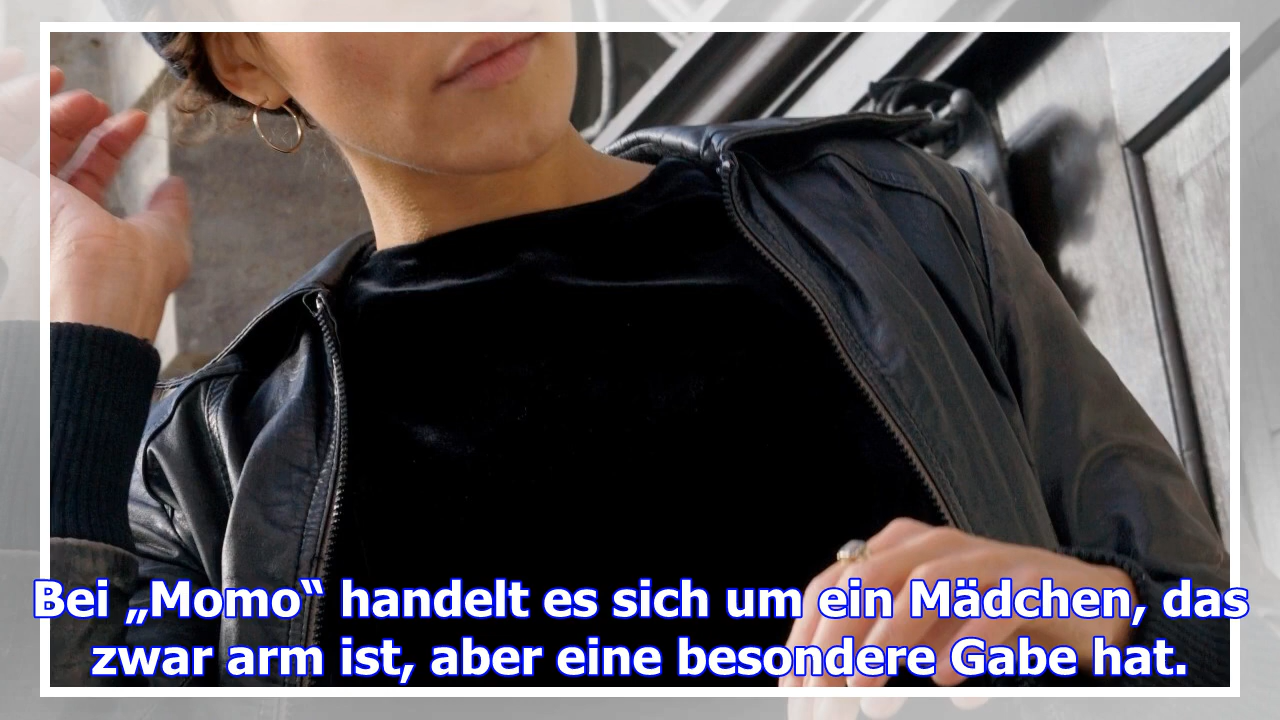 Bei „Momo“ handelt es sich um ein Mädchen, das
zwar arm ist, aber eine besondere Gabe hat.